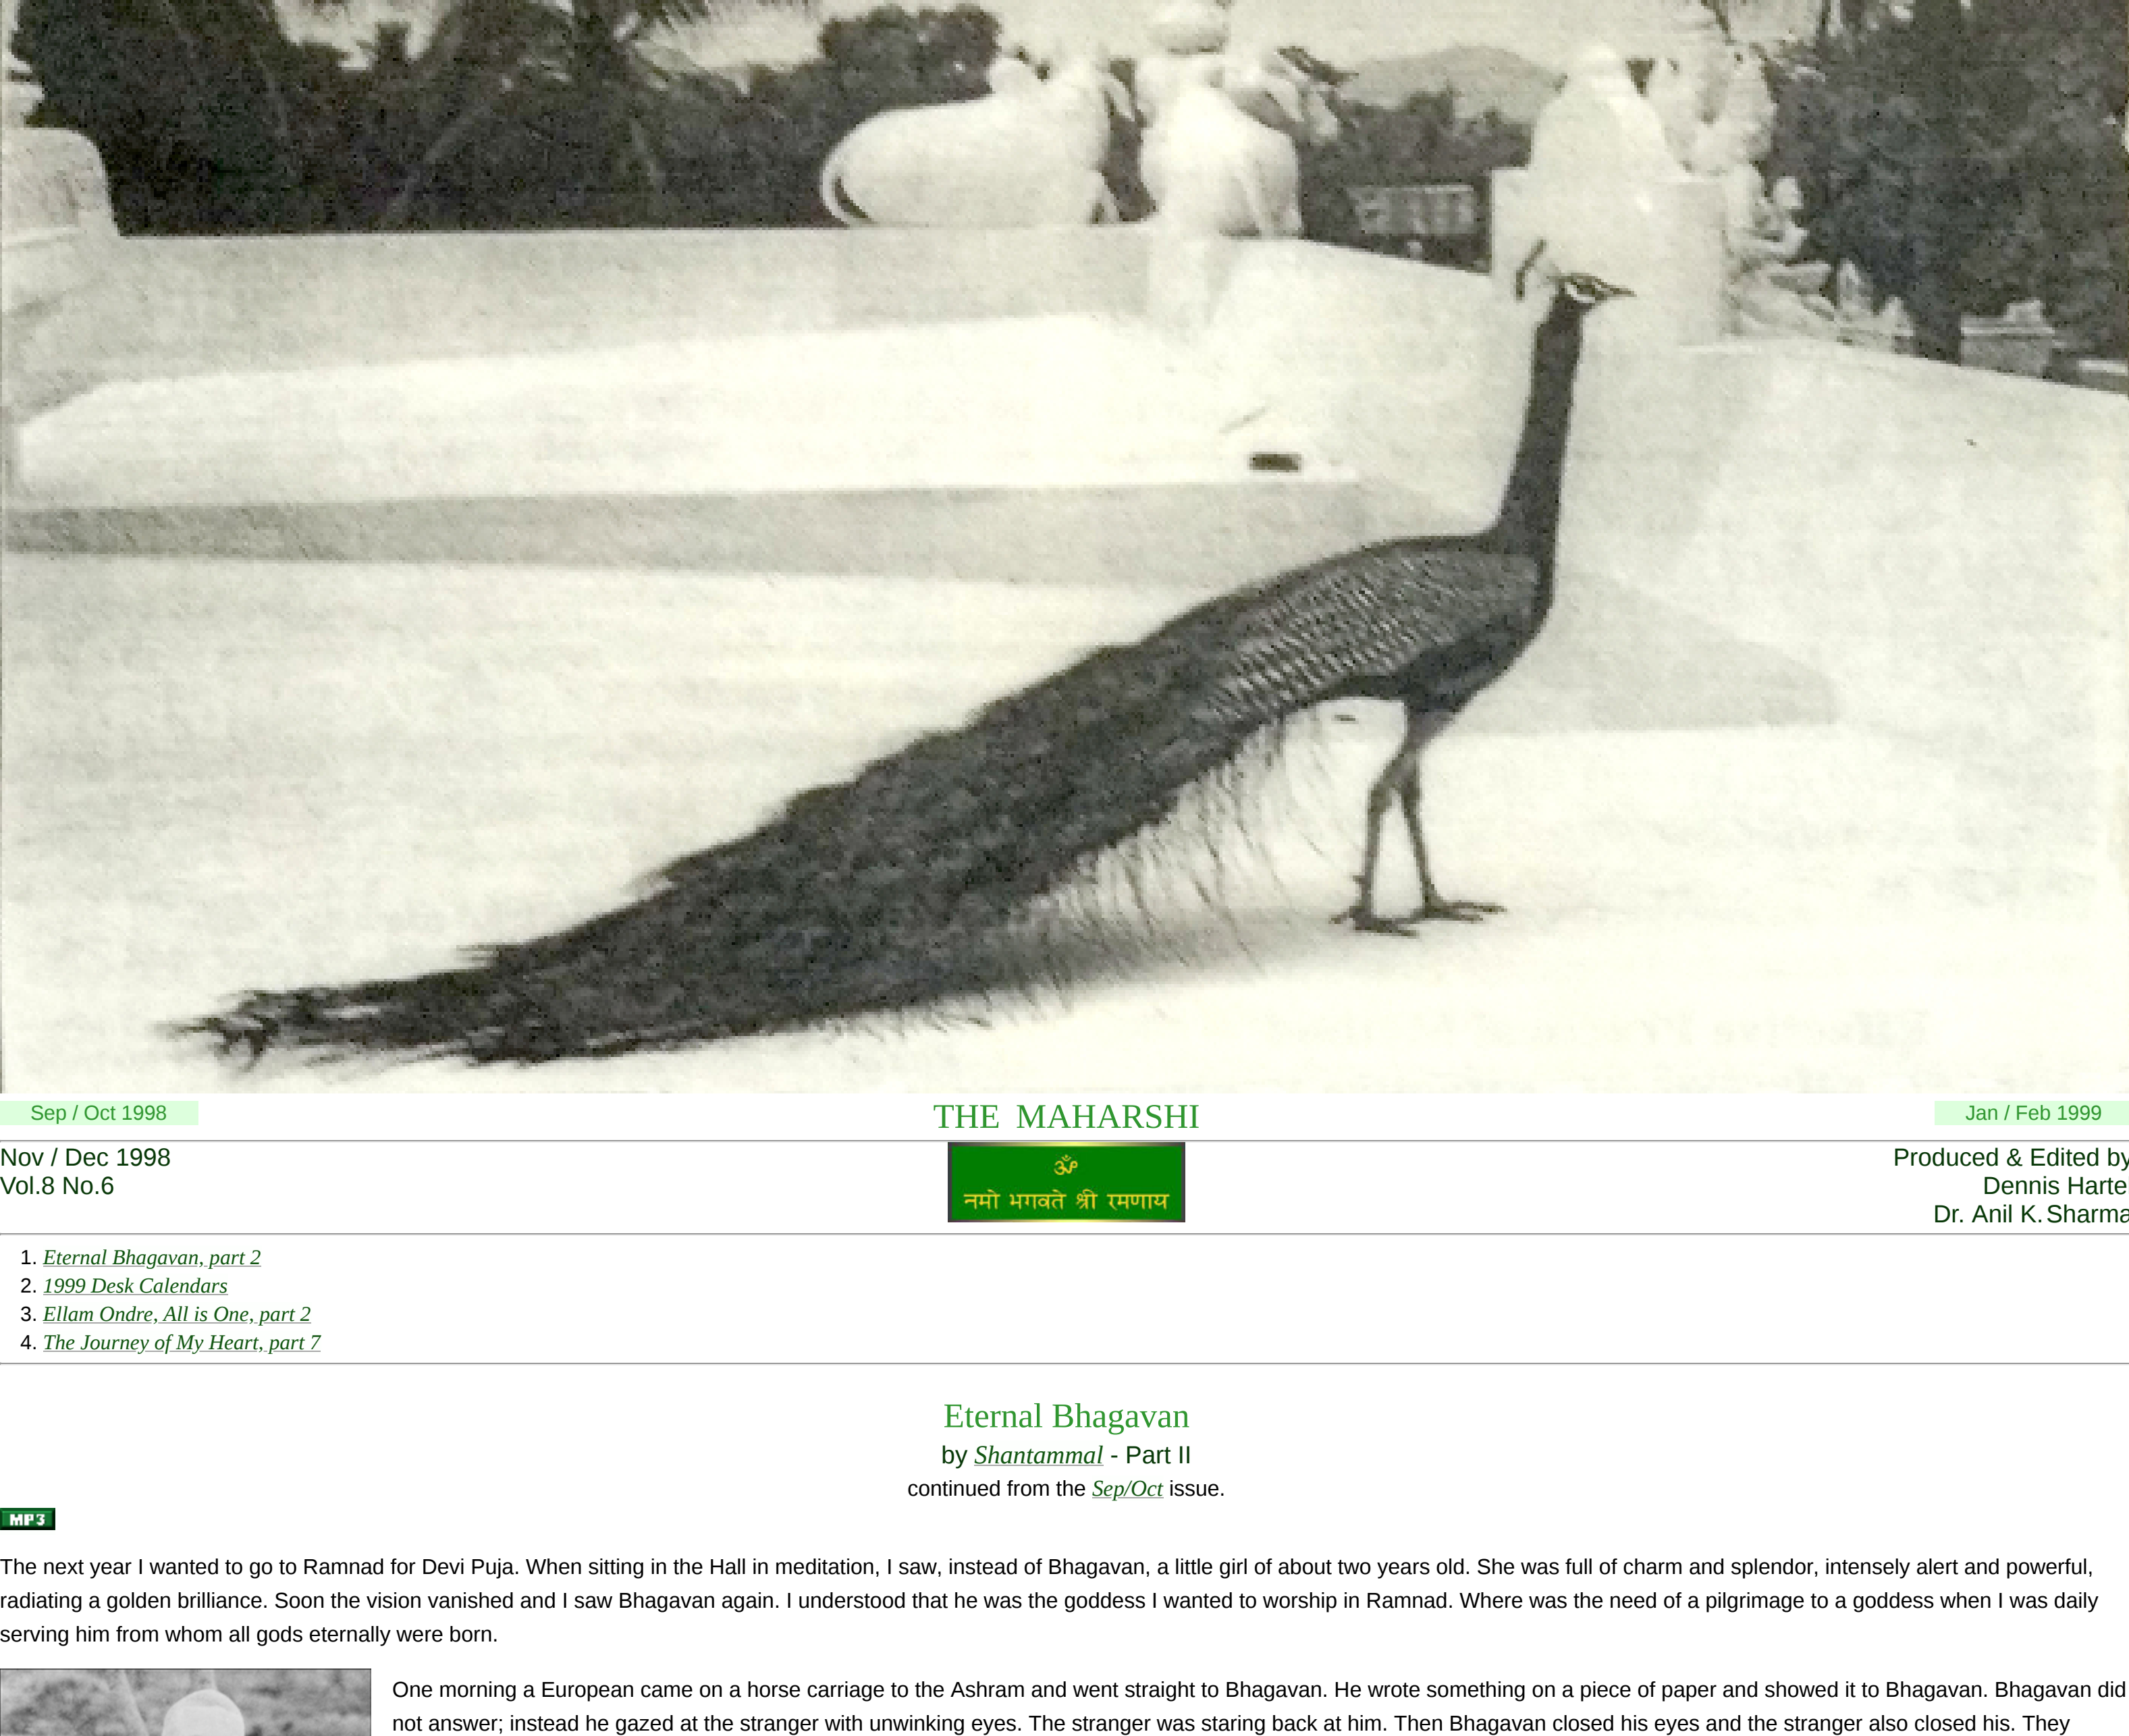 Sep / Oct 1998
THE MAHARSHI
Jan / Feb 1999
Nov / Dec 1998
Vol.8 No.6
ॐ
नमो भगवते श्री रमणाय
Produced & Edited by
Dennis Harte
Dr. Anil K. Sharma
1. Eternal Bhagavan, part 2
2. 1999 Desk Calendars
3. Ellam Ondre, All is One, part 2
4. The Journey of My Heart, part 7
Eternal Bhagavan
by Shantammal - Part II
continued from the Sep/Oct issue.
MP3
The next year I wanted to go to Ramnad for Devi Puja. When sitting in the Hall in meditation, I saw, instead of Bhagavan, a little girl of about two years old. She was full of charm and splendor, intensely alert and powerful,
radiating a golden brilliance. Soon the vision vanished and I saw Bhagavan again. I understood that he was the goddess I wanted to worship in Ramnad. Where was the need of a pilgrimage to a goddess when I was daily
serving him from whom all gods eternally were born.
One morning a European came on a horse carriage to the Ashram and went straight to Bhagavan. He wrote something on a piece of paper and showed it to Bhagavan. Bhagavan did
not answer; instead he gazed at the stranger with unwinking eyes. The stranger was staring back at him. Then Bhagavan closed his eyes and the stranger also closed his. They